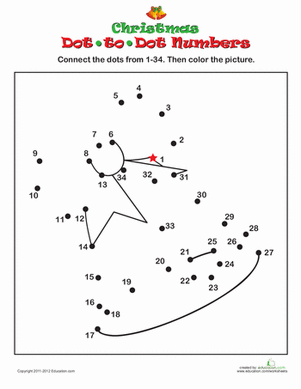 Christmas
Dot•to•Dot Numbers
Connect the dots from 1-34. Then color the picture.
4
5
3
7 6
2
9 8 1
34
13 32 31
10
30
11 12
29
33 28
14 25 26
21 27
20 24
15 22 23
19
16
18
17
Copyright 2011-2012 Education.com
education.com
www.education.com/worksheets